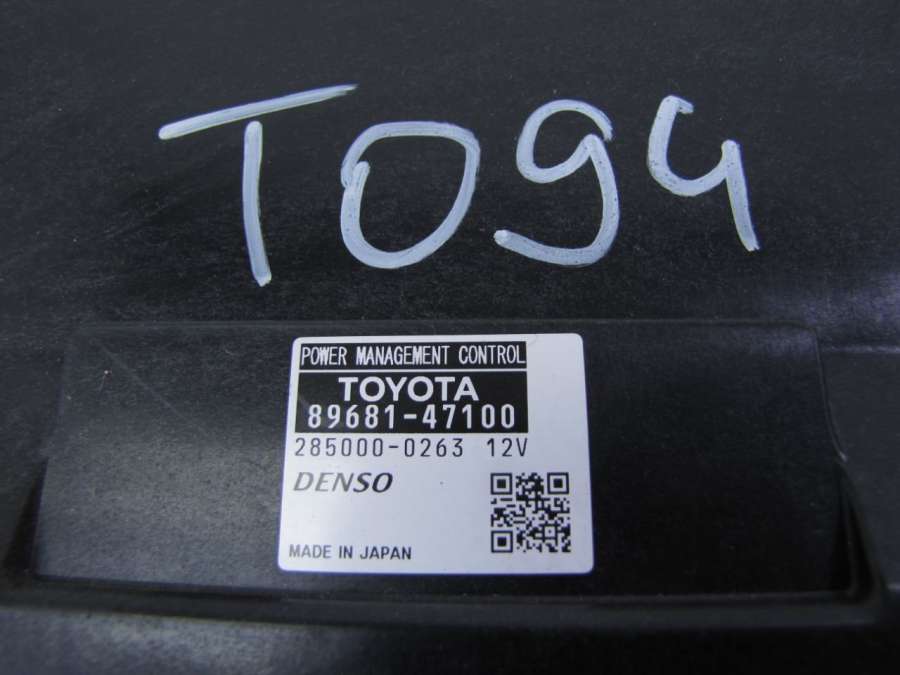 T094
POWER MANAGEMENT CONTROL
TOYOTA
89681-47100
285000-0263 12V
DENSO
MADE IN JAPAN